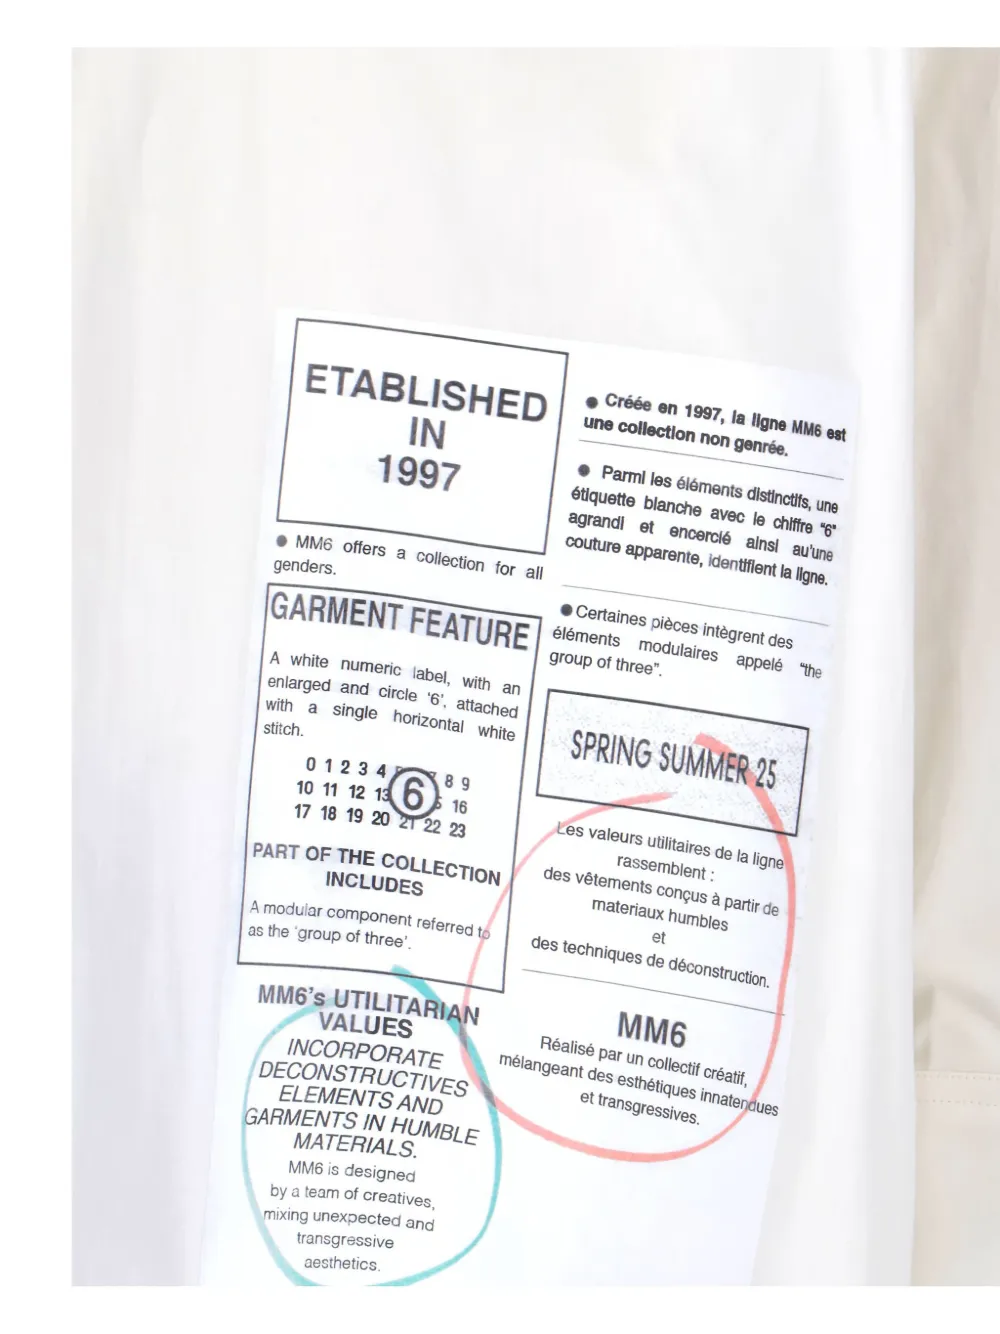 ETABLISHED
IN
1997
● MM6 offers a collection for all
genders.
GARMENT FEATURE
A white numeric label, with an
enlarged and circle ‘6’, attached
with a single horizontal white
stitch.
0 1 2 3 4 8 9
10 11 12 13 6 16
17 18 19 20 21 22 23
PART OF THE COLLECTION
INCLUDES
A modular component referred to
as the ‘group of three’.
MM6’s UTILITARIAN
VALUES
INCORPORATE
DECONSTRUCTIVES
ELEMENTS AND
GARMENTS IN HUMBLE
MATERIALS.
MM6 is designed
by a team of creatives,
mixing unexpected and
transgressive
aesthetics.
● Créée en 1997, la ligne MM6 est
une collection non genrée.
● Parmi les éléments distinctifs, une
étiquette blanche avec le chiffre “6”
agrandi et encerclé ainsi au’une
couture apparente, identifient la ligne.
● Certaines pièces intègrent des
éléments modulaires appelé “the
group of three”.
SPRING SUMMER 25
Les valeurs utilitaires de la ligne
rassemblent :
des vêtements conçus à partir de
materiaux humbles
et
des techniques de déconstruction.
MM6
Réalisé par un collectif créatif,
mélangeant des esthétiques innatendues
et transgressives.